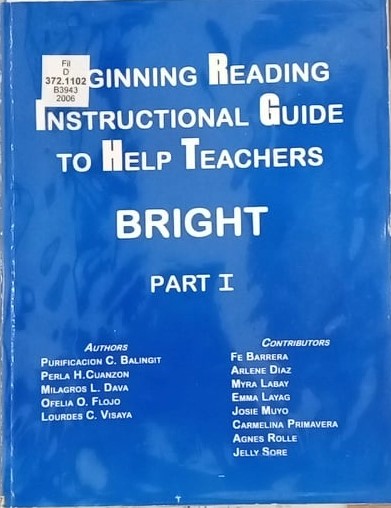 Fil
D
372.1102
B3943
2006
GINNING READING
INSTRUCTIONAL GUIDE
TO HELP TEACHERS
BRIGHT
PART I
AUTHORS
PURIFICACION C. BALINGIT
PERLA H.CUANZON
MILAGROS L. DAVA
OFELIA O. FLOJO
LOURDES C. VISAYA
CONTRIBUTORS
FE BARRERA
ARLENE DIAZ
MYRA LABAY
EMMA LAYAG
JOSIE MUYO
CARMELINA PRIMAVERA
AGNES ROLLE
JELLY SORE